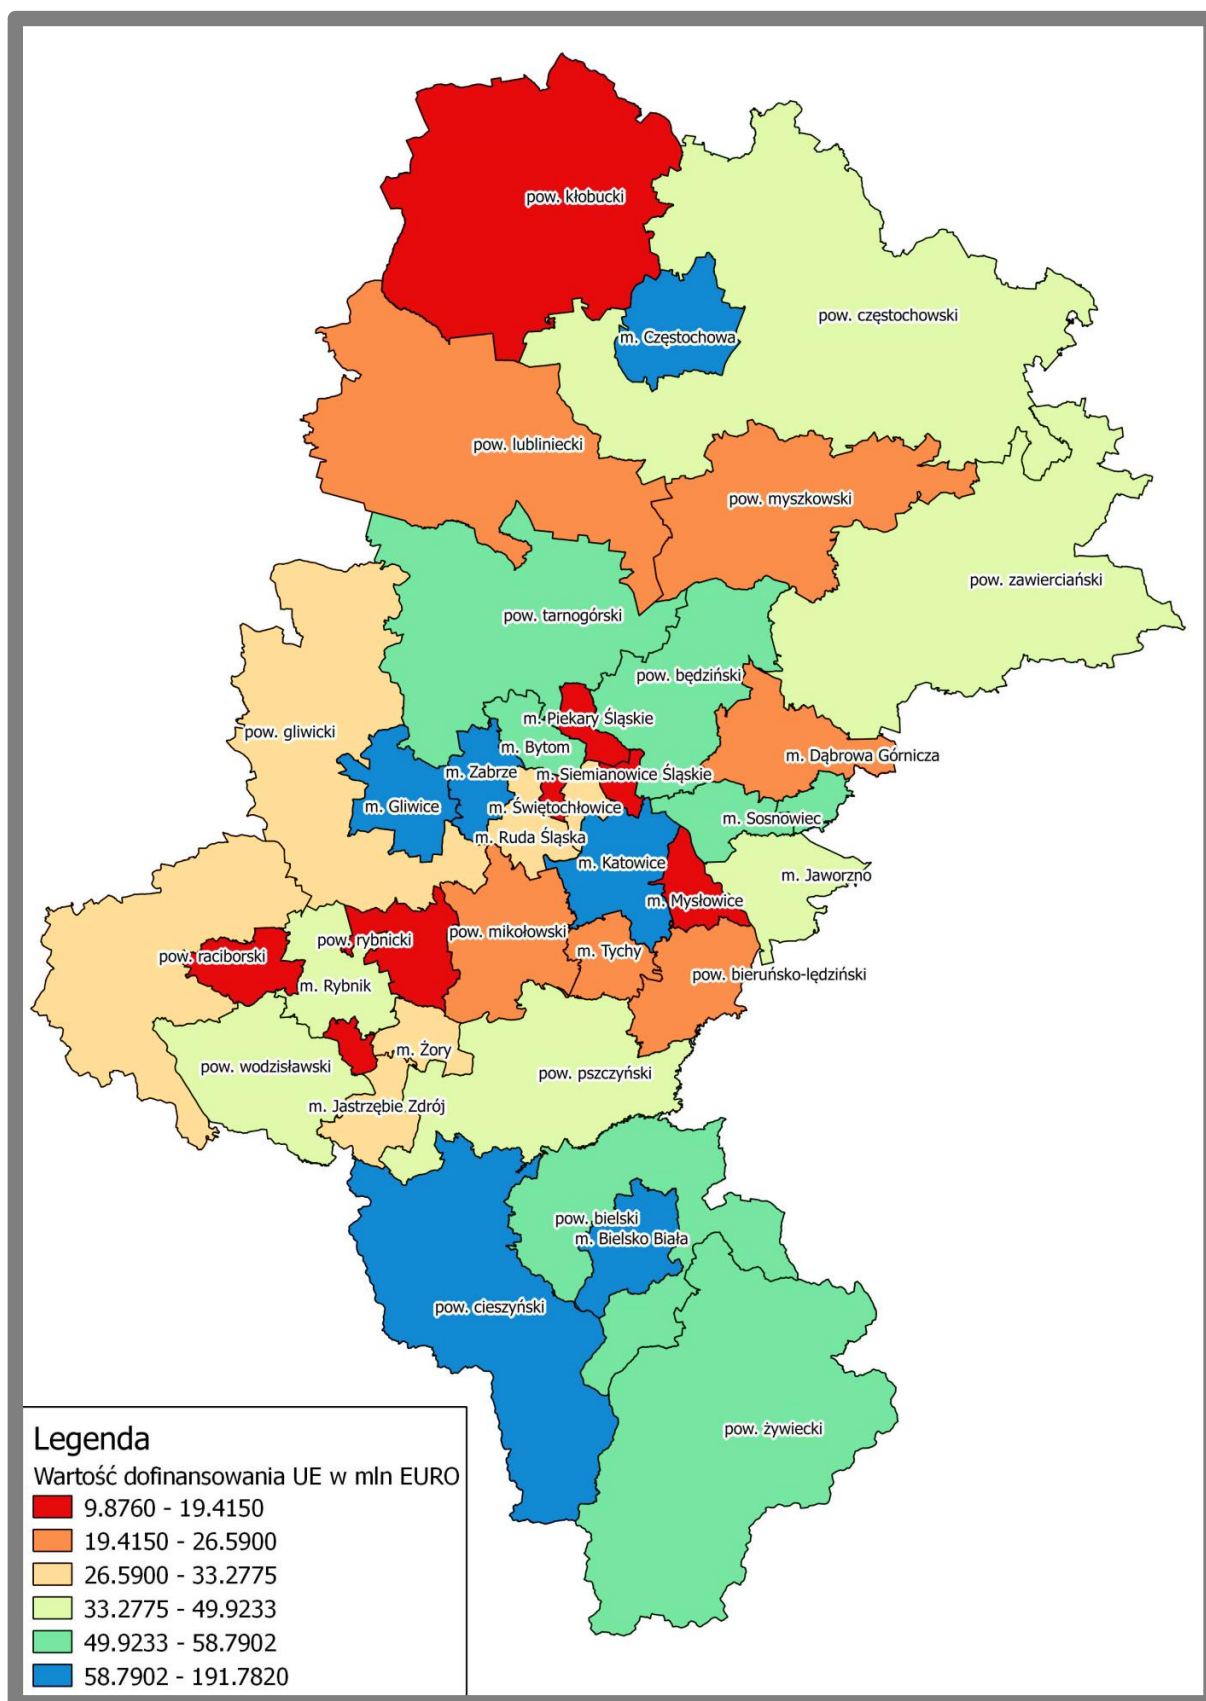 pow. kłobucki
pow. częstochowski
m. Częstochowa
pow. lubliniecki
pow. myszkowski
pow. zawierciański
pow. tarnogórski
pow. będziński
m. Piekary Śląskie
pow. gliwicki
m. Bytom
m. Dąbrowa Górnicza
m. Zabrze
m. Siemianowice Śląskie
m. Gliwice
m. Świętochłowice
m. Sosnowiec
m. Ruda Śląska
m. Katowice
m. Jaworzno
m. Mysłowice
pow. mikołowski
pow. rybnicki
m. Tychy
pow. raciborski
pow. bieruńsko-lędziński
m. Rybnik
m. Żory
pow. wodzisławski
pow. pszczyński
m. Jastrzębie Zdrój
pow. bielski
m. Bielsko Biała
pow. cieszyński
pow. żywiecki
Legenda
Wartość dofinansowania UE w mln EURO
9.8760 - 19.4150
19.4150 - 26.5900
26.5900 - 33.2775
33.2775 - 49.9233
49.9233 - 58.7902
58.7902 - 191.7820